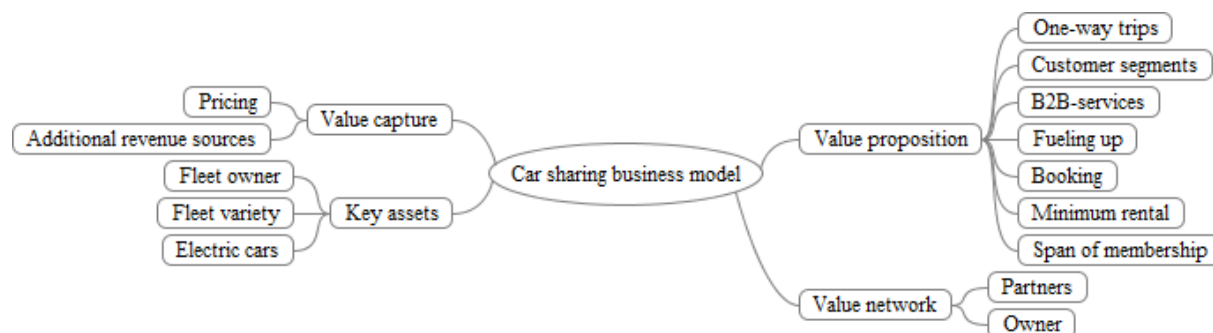 One-way trips
Customer segments
B2B-services
Pricing
Value capture
Additional revenue sources
Value proposition
Fueling up
Car sharing business model
Fleet owner
Booking
Fleet variety
Key assets
Minimum rental
Electric cars
Span of membership
Partners
Value network
Owner